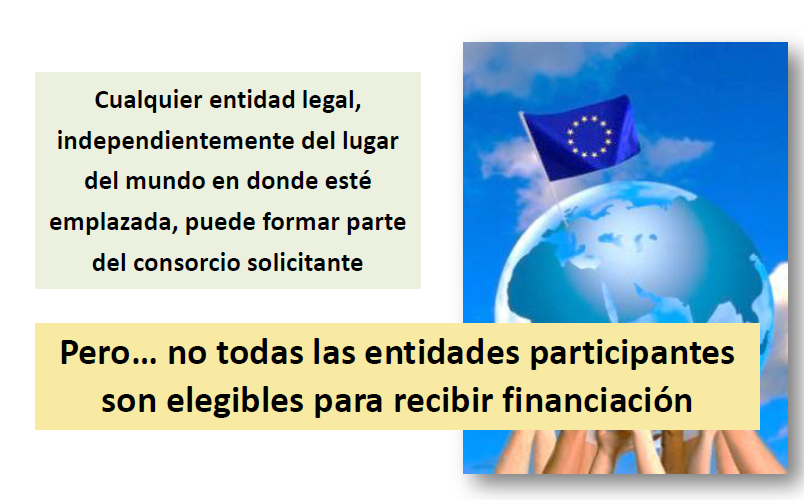 Cualquier entidad legal,
independientemente del lugar
del mundo en donde esté
emplazada, puede formar parte
del consorcio solicitante
Pero... no todas las entidades participantes
son elegibles para recibir financiación